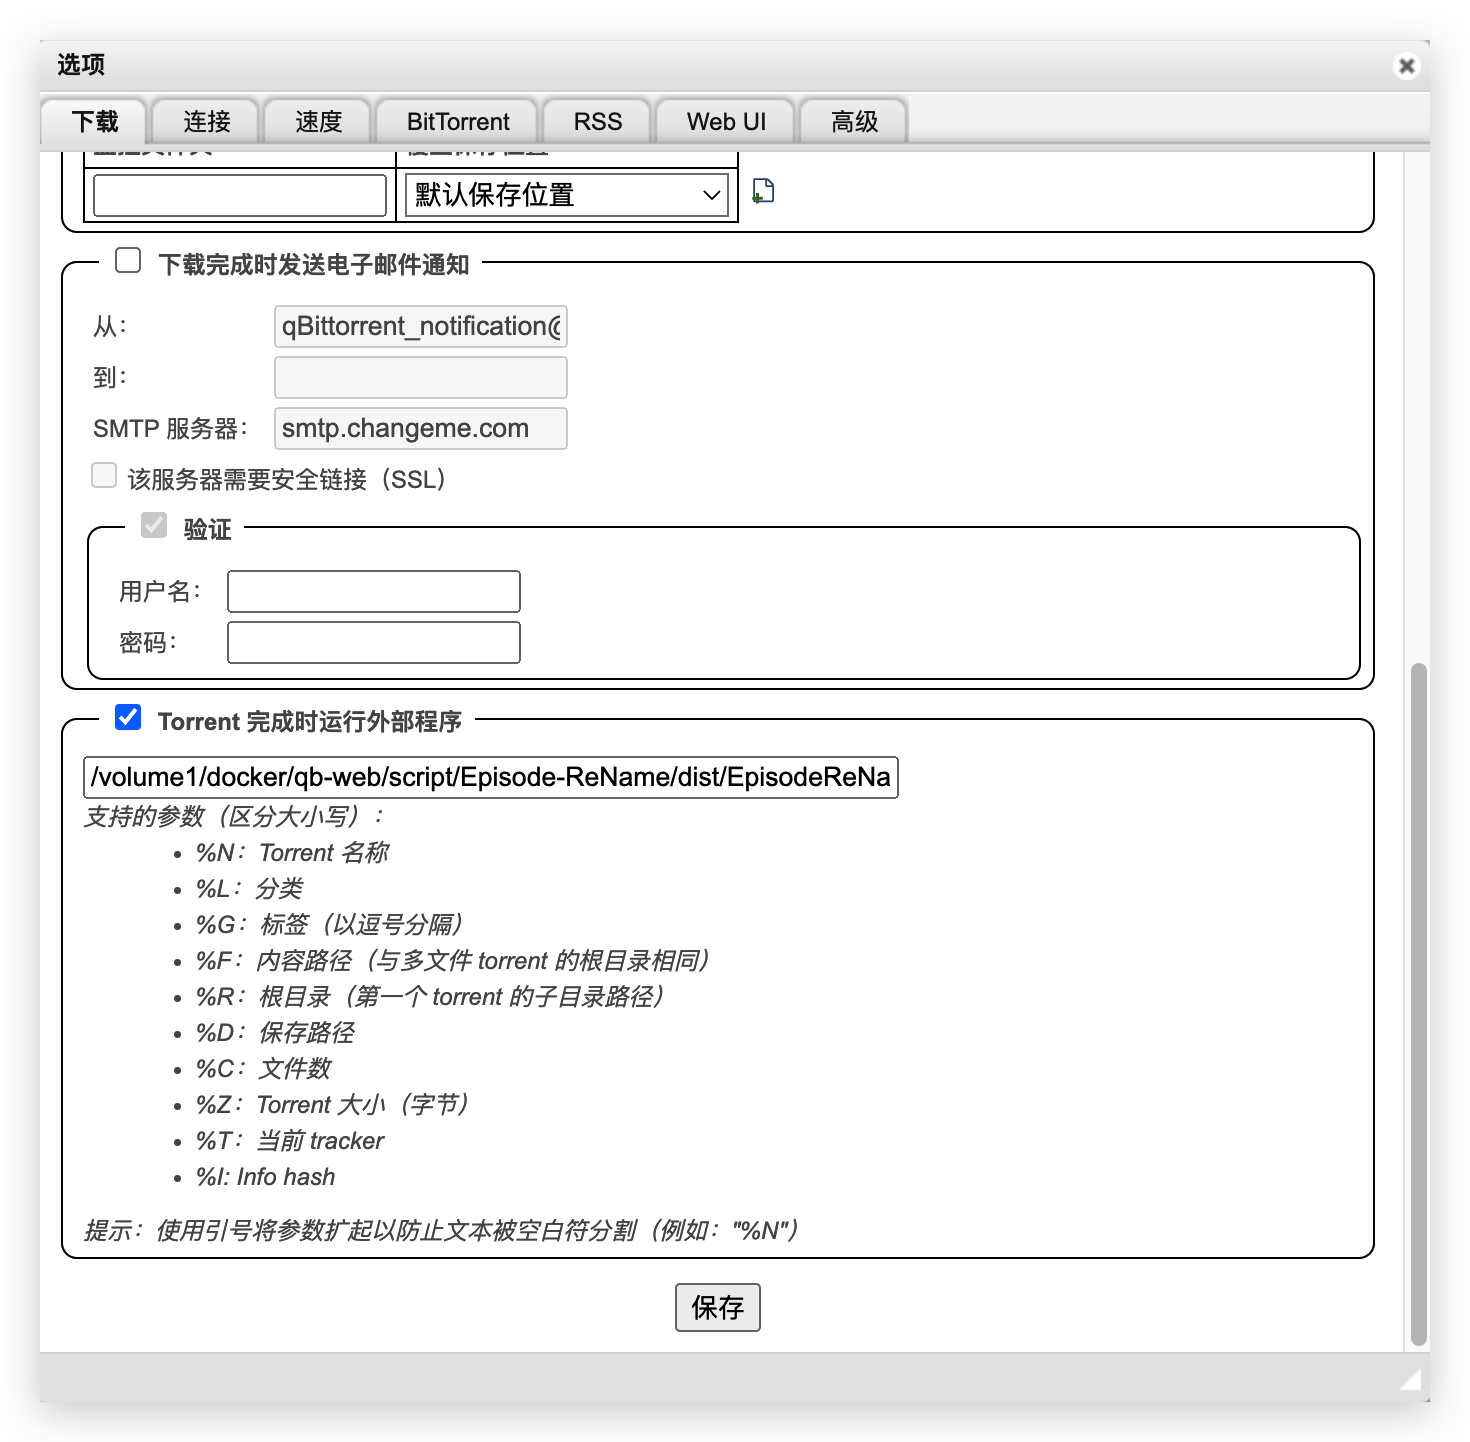 选项
下载 连接 速度 BitTorrent RSS Web UI 高级
默认保存位置
下载完成时发送电子邮件通知
从： qBittorrent_notification@
到：
SMTP 服务器： smtp.changeme.com
该服务器需要安全链接（SSL）
验证
用户名：
密码：
Torrent 完成时运行外部程序
/volume1/docker/qb-web/script/Episode-ReName/dist/EpisodeReNa
支持的参数（区分大小写）：
• %N：Torrent 名称
• %L：分类
• %G：标签（以逗号分隔）
• %F：内容路径（与多文件 torrent 的根目录相同）
• %R：根目录（第一个 torrent 的子目录路径）
• %D：保存路径
• %C：文件数
• %Z：Torrent 大小（字节）
• %T：当前 tracker
• %I: Info hash
提示：使用引号将参数扩起以防止文本被空白符分割（例如："%N"）
保存